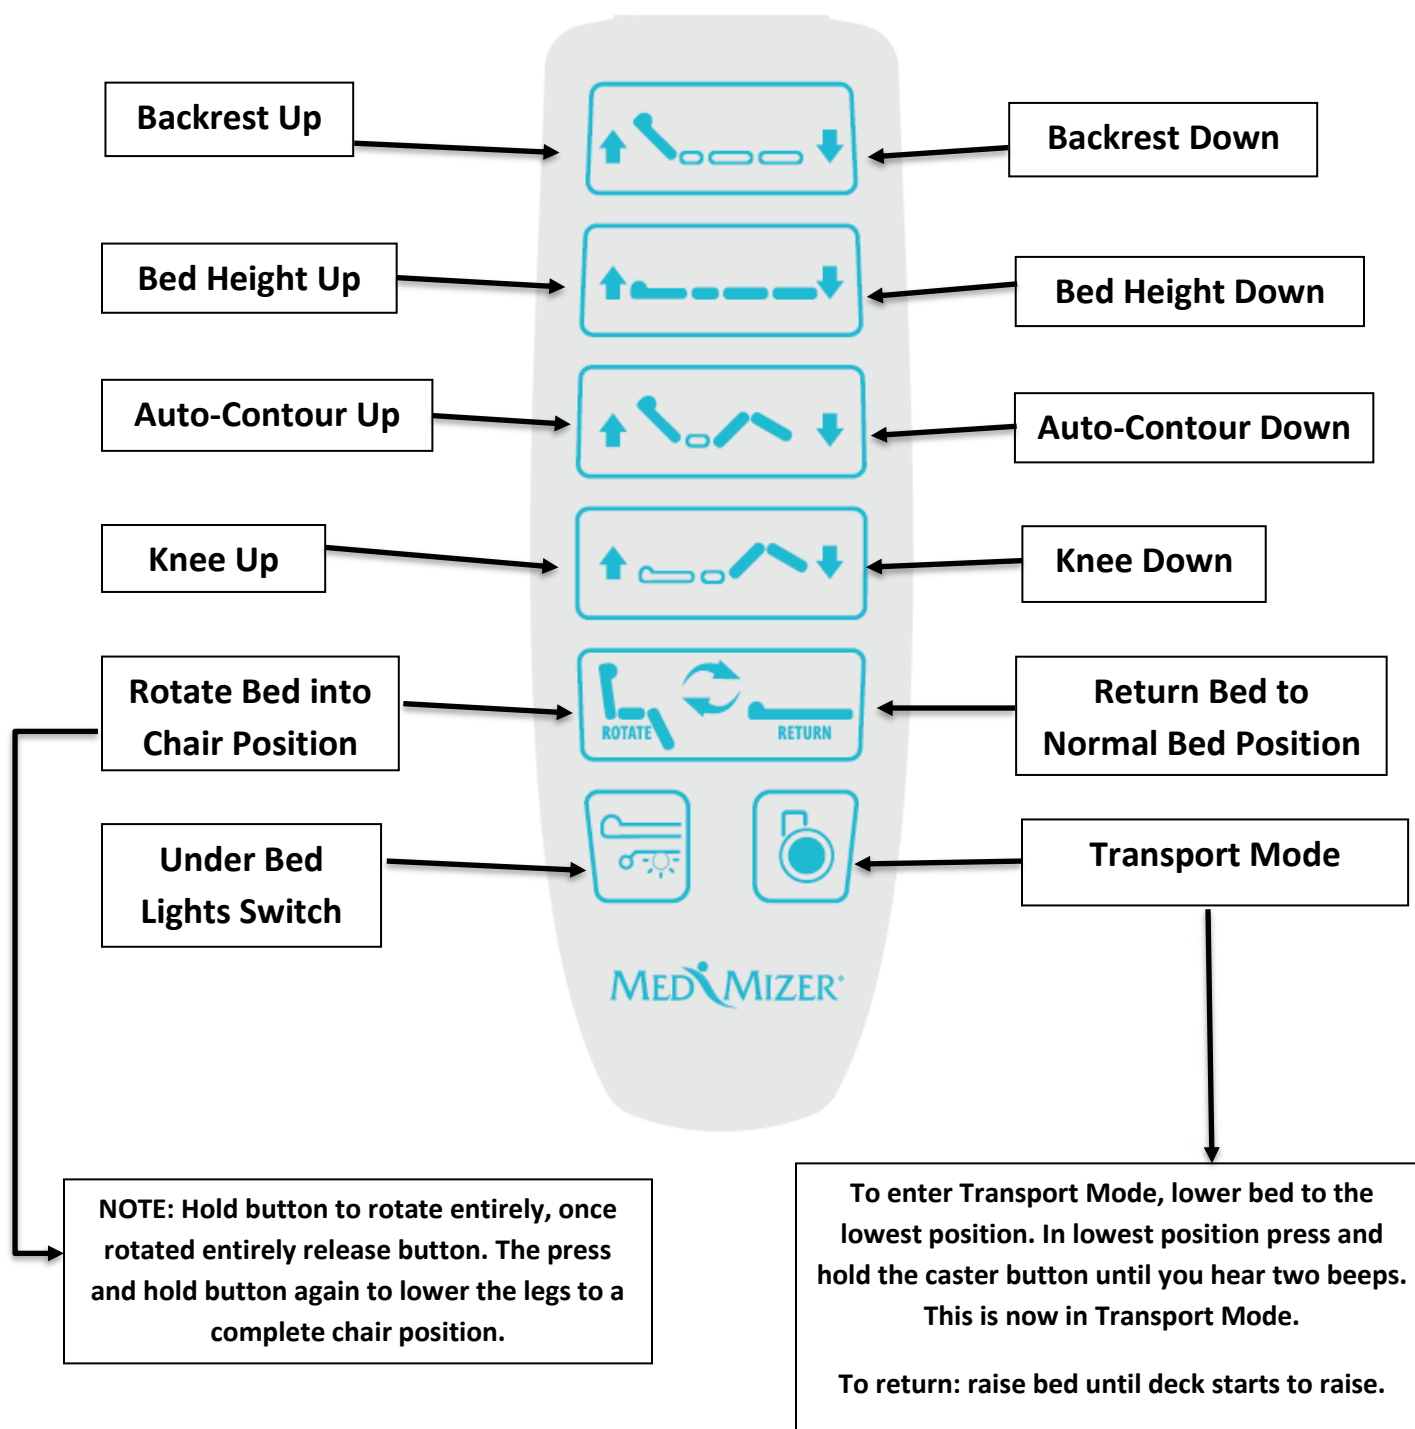 Backrest Up
Backrest Down
Bed Height Up
Bed Height Down
Auto-Contour Up
Auto-Contour Down
Knee Up
Knee Down
Rotate Bed into
Chair Position
ROTATE
RETURN
Return Bed to
Normal Bed Position
Under Bed
Lights Switch
Transport Mode
MEDMIZER®
NOTE: Hold button to rotate entirely, once
rotated entirely release button. The press
and hold button again to lower the legs to a
complete chair position.
To enter Transport Mode, lower bed to the
lowest position. In lowest position press and
hold the caster button until you hear two beeps.
This is now in Transport Mode.
To return: raise bed until deck starts to raise.